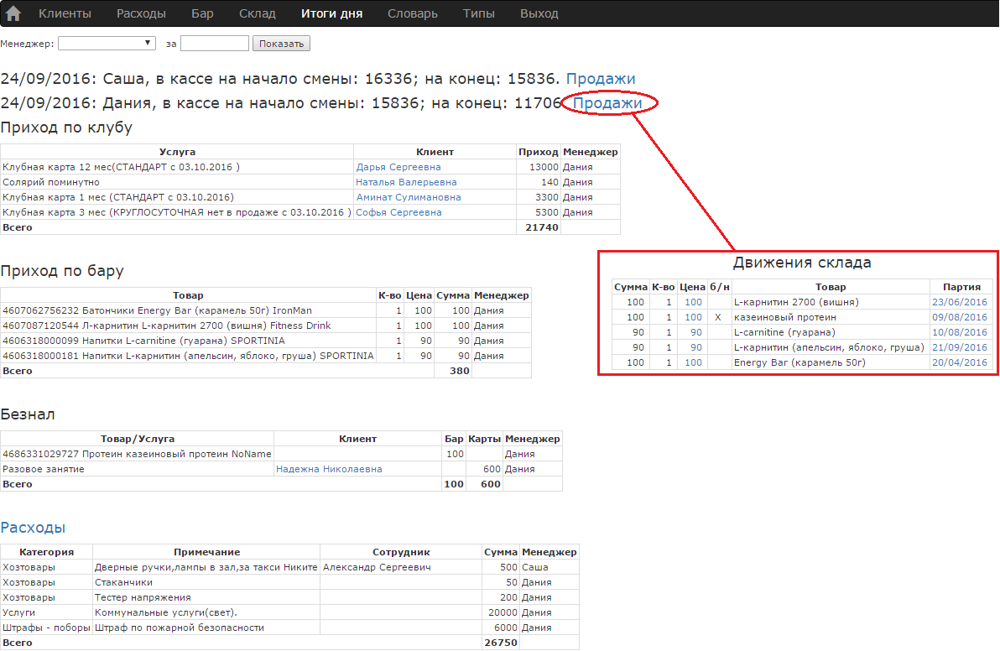 Клиенты Расходы Бар Склад Итоги дня Словарь Типы Выход
Менеджер: за Показать
24/09/2016: Саша, в кассе на начало смены: 16336; на конец: 15836. Продажи
24/09/2016: Дания, в кассе на начало смены: 15836; на конец: 11706 Продажи
Приход по клубу
Услуга Клиент Приход Менеджер
Клубная карта 12 мес(СТАНДАРТ с 03.10.2016 ) Дарья Сергеевна 13000 Дания
Солярий поминутно Наталья Валерьевна 140 Дания
Клубная карта 1 мес (СТАНДАРТ с 03.10.2016) Аминат Сулимановна 3300 Дания
Клубная карта 3 мес (КРУГЛОСУТОЧНАЯ нет в продаже с 03.10.2016 ) Софья Сергеевна 5300 Дания
Всего 21740
Приход по бару
Товар К-во Цена Сумма Менеджер
4607062756232 Батончики Energy Bar (карамель 50г) IronMan 1 100 100 Дания
4607087120544 Л-карнитин L-карнитин 2700 (вишня) Fitness Drink 1 100 100 Дания
4606318000099 Напитки L-carnitine (гуарана) SPORTINIA 1 90 90 Дания
4606318000181 Напитки L-карнитин (апельсин, яблоко, груша) SPORTINIA 1 90 90 Дания
Всего 380
Движения склада
Сумма К-во Цена б/н Товар Партия
100 1 100 L-карнитин 2700 (вишня) 23/06/2016
100 1 100 X казеиновый протеин 09/08/2016
90 1 90 L-carnitine (гуарана) 10/08/2016
90 1 90 L-карнитин (апельсин, яблоко, груша) 21/09/2016
100 1 100 Energy Bar (карамель 50г) 20/04/2016
Безнал
Товар/Услуга Клиент Бар Карты Менеджер
4686331029727 Протеин казеиновый протеин NoName 100 Дания
Разовое занятие Надежна Николаевна 600 Дания
Всего 100 600
Расходы
Категория Примечание Сотрудник Сумма Менеджер
Хозтовары Дверные ручки,лампы в зал,за такси Никите Александр Сергеевич 500 Саша
Хозтовары Стаканчики 50 Дания
Хозтовары Тестер напряжения 200 Дания
Услуги Коммунальные услуги(свет). 20000 Дания
Штрафы - поборы Штраф по пожарной безопасности 6000 Дания
Всего 26750